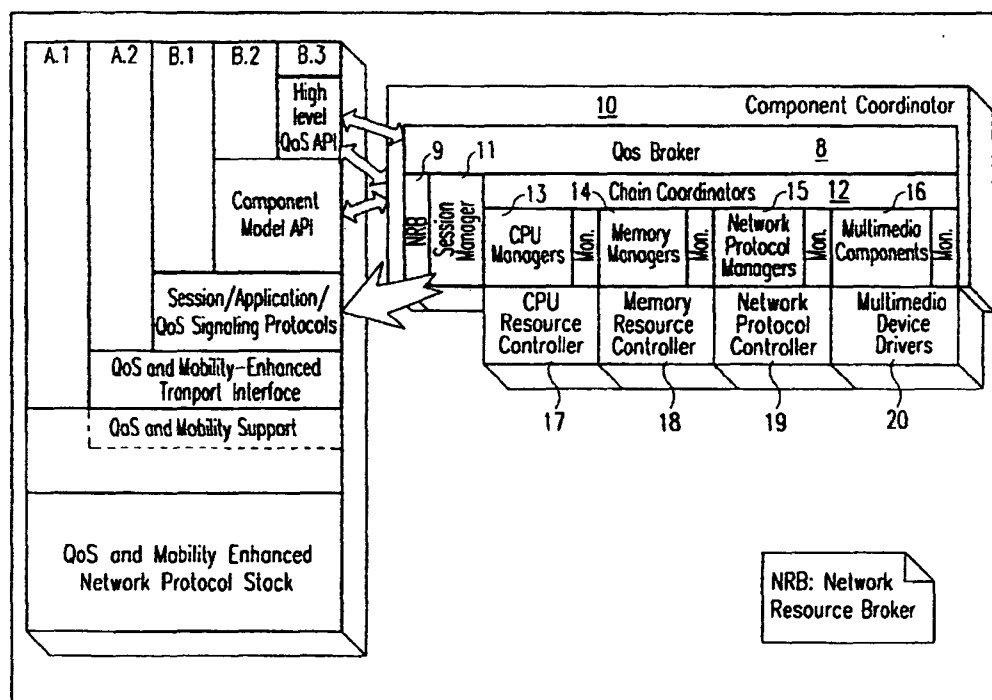 A.1
A.2
B.1
B.2
B.3
High
level
QoS API
Component
Model API
Session/Application/
QoS Signaling Protocols
QoS and Mobility-Enhanced
Tranport Interface
QoS and Mobility Support
QoS and Mobility Enhanced
Network Protocol Stack
10
Component Coordinator
9
11
Qos Broker
8
NRB
Session
Manager
Chain Coordinators
12
13
14
15
16
CPU
Managers
Mon.
Memory
Managers
Mon.
Network
Protocol
Managers
Mon.
Multimedia
Components
Mon.
CPU
Resource
Controller
Memory
Resource
Controller
Network
Protocol
Controller
Multimedia
Device
Drivers
17
18
19
20
NRB: Network
Resource Broker